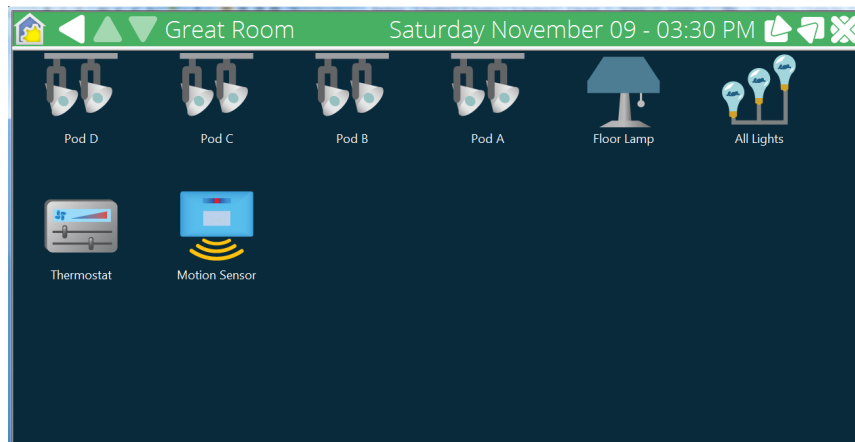 Great Room
Saturday November 09 - 03:30 PM
Pod D
Pod C
Pod B
Pod A
Floor Lamp
All Lights
Thermostat
Motion Sensor